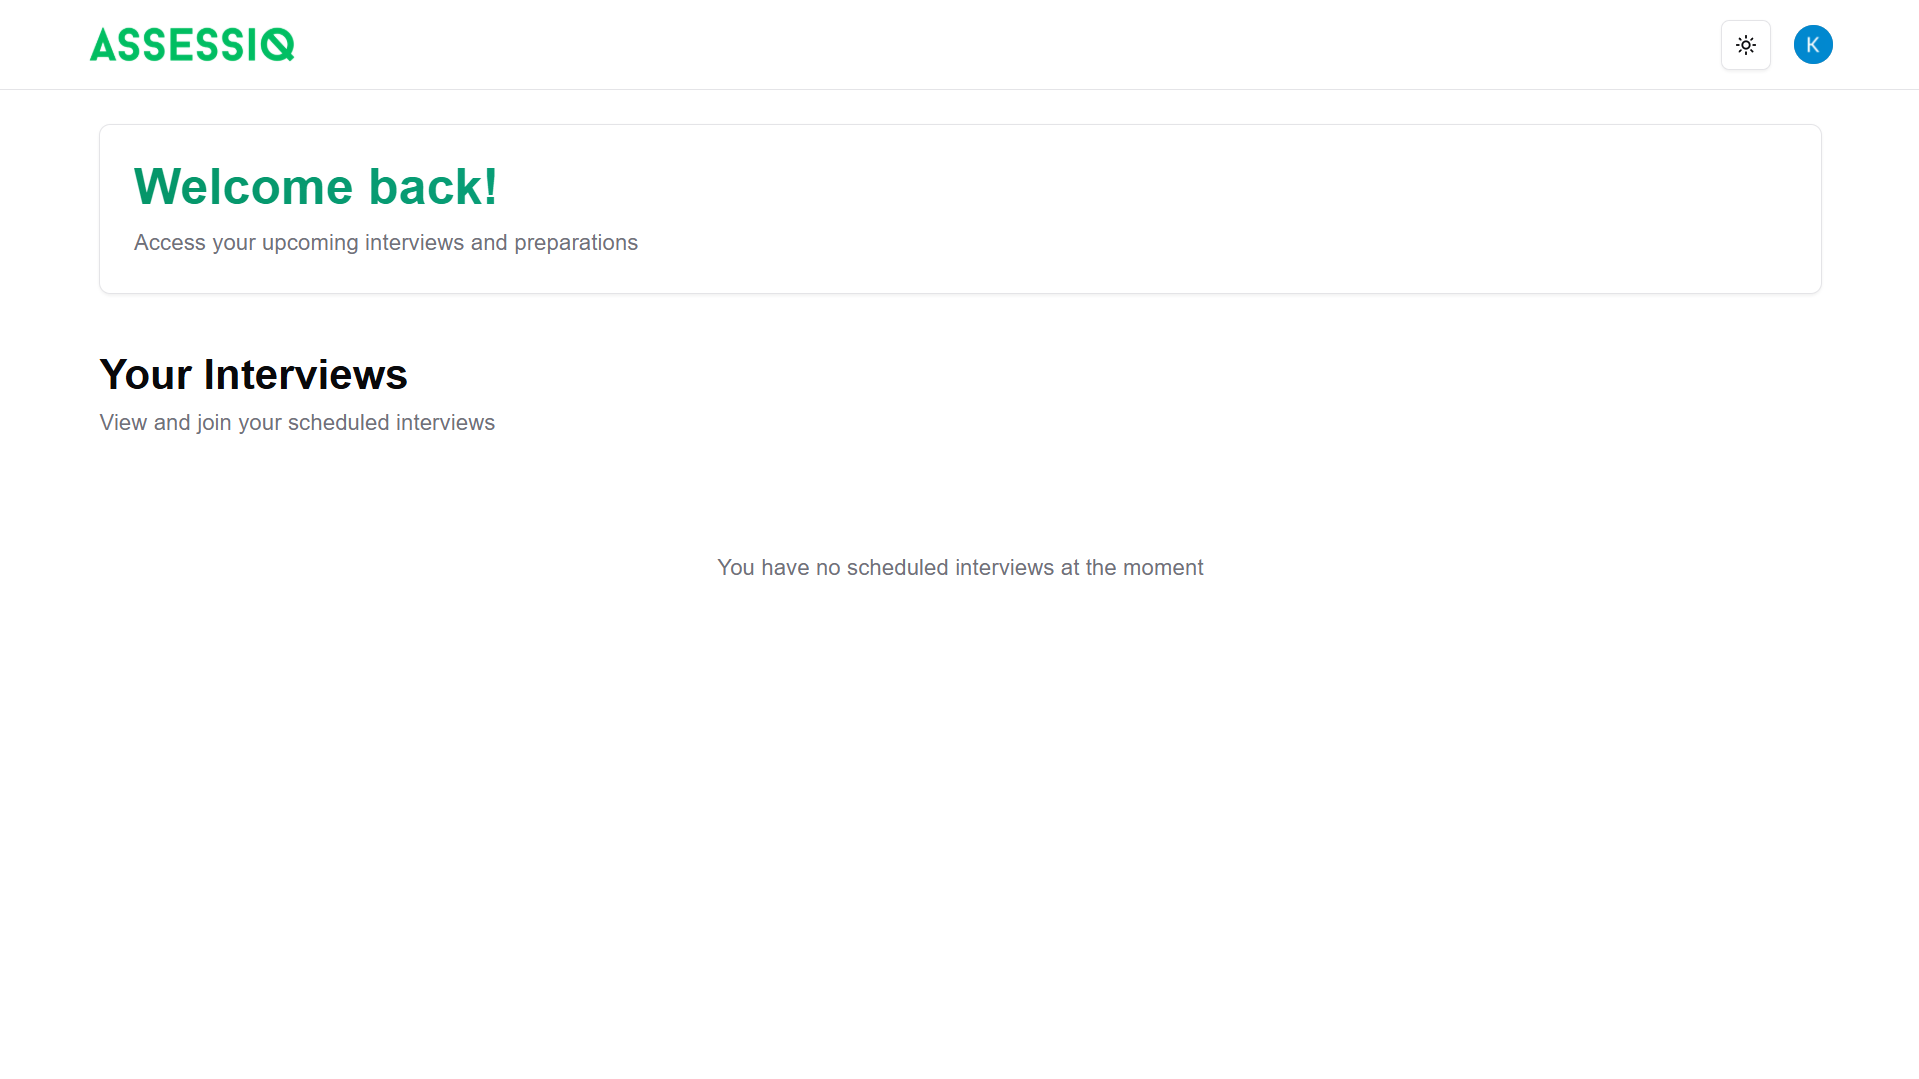 ASSESSIQ
K
Welcome back!
Access your upcoming interviews and preparations
Your Interviews
View and join your scheduled interviews
You have no scheduled interviews at the moment